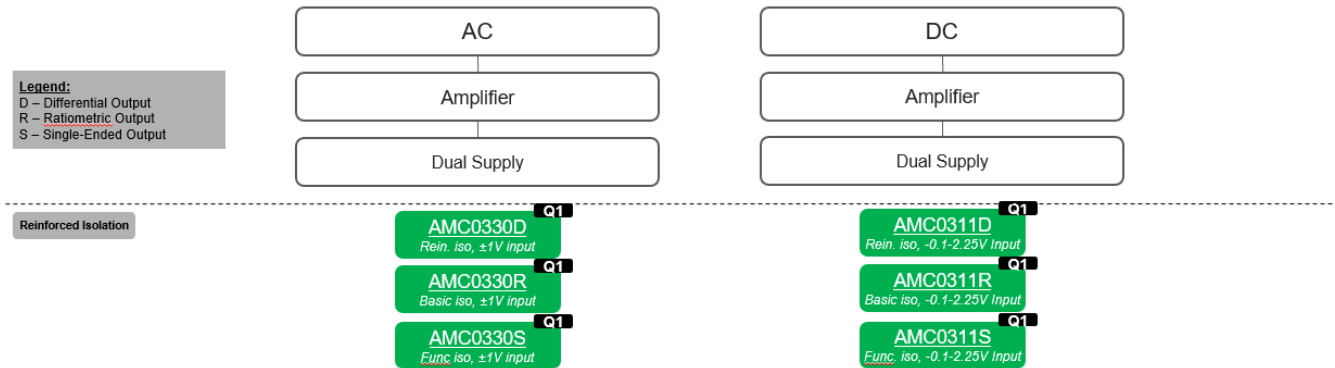 AC
DC
Legend:
D – Differential Output
R – Ratiometric Output
S – Single-Ended Output
Amplifier
Amplifier
Dual Supply
Dual Supply
Reinforced Isolation
Q1
AMC0330D
Rein. iso, ±1V input
Q1
AMC0330R
Basic iso, ±1V input
Q1
AMC0330S
Func iso, ±1V input
Q1
AMC0311D
Rein. iso, -0.1-2.25V Input
Q1
AMC0311R
Basic iso, -0.1-2.25V Input
Q1
AMC0311S
Func. iso, -0.1-2.25V Input